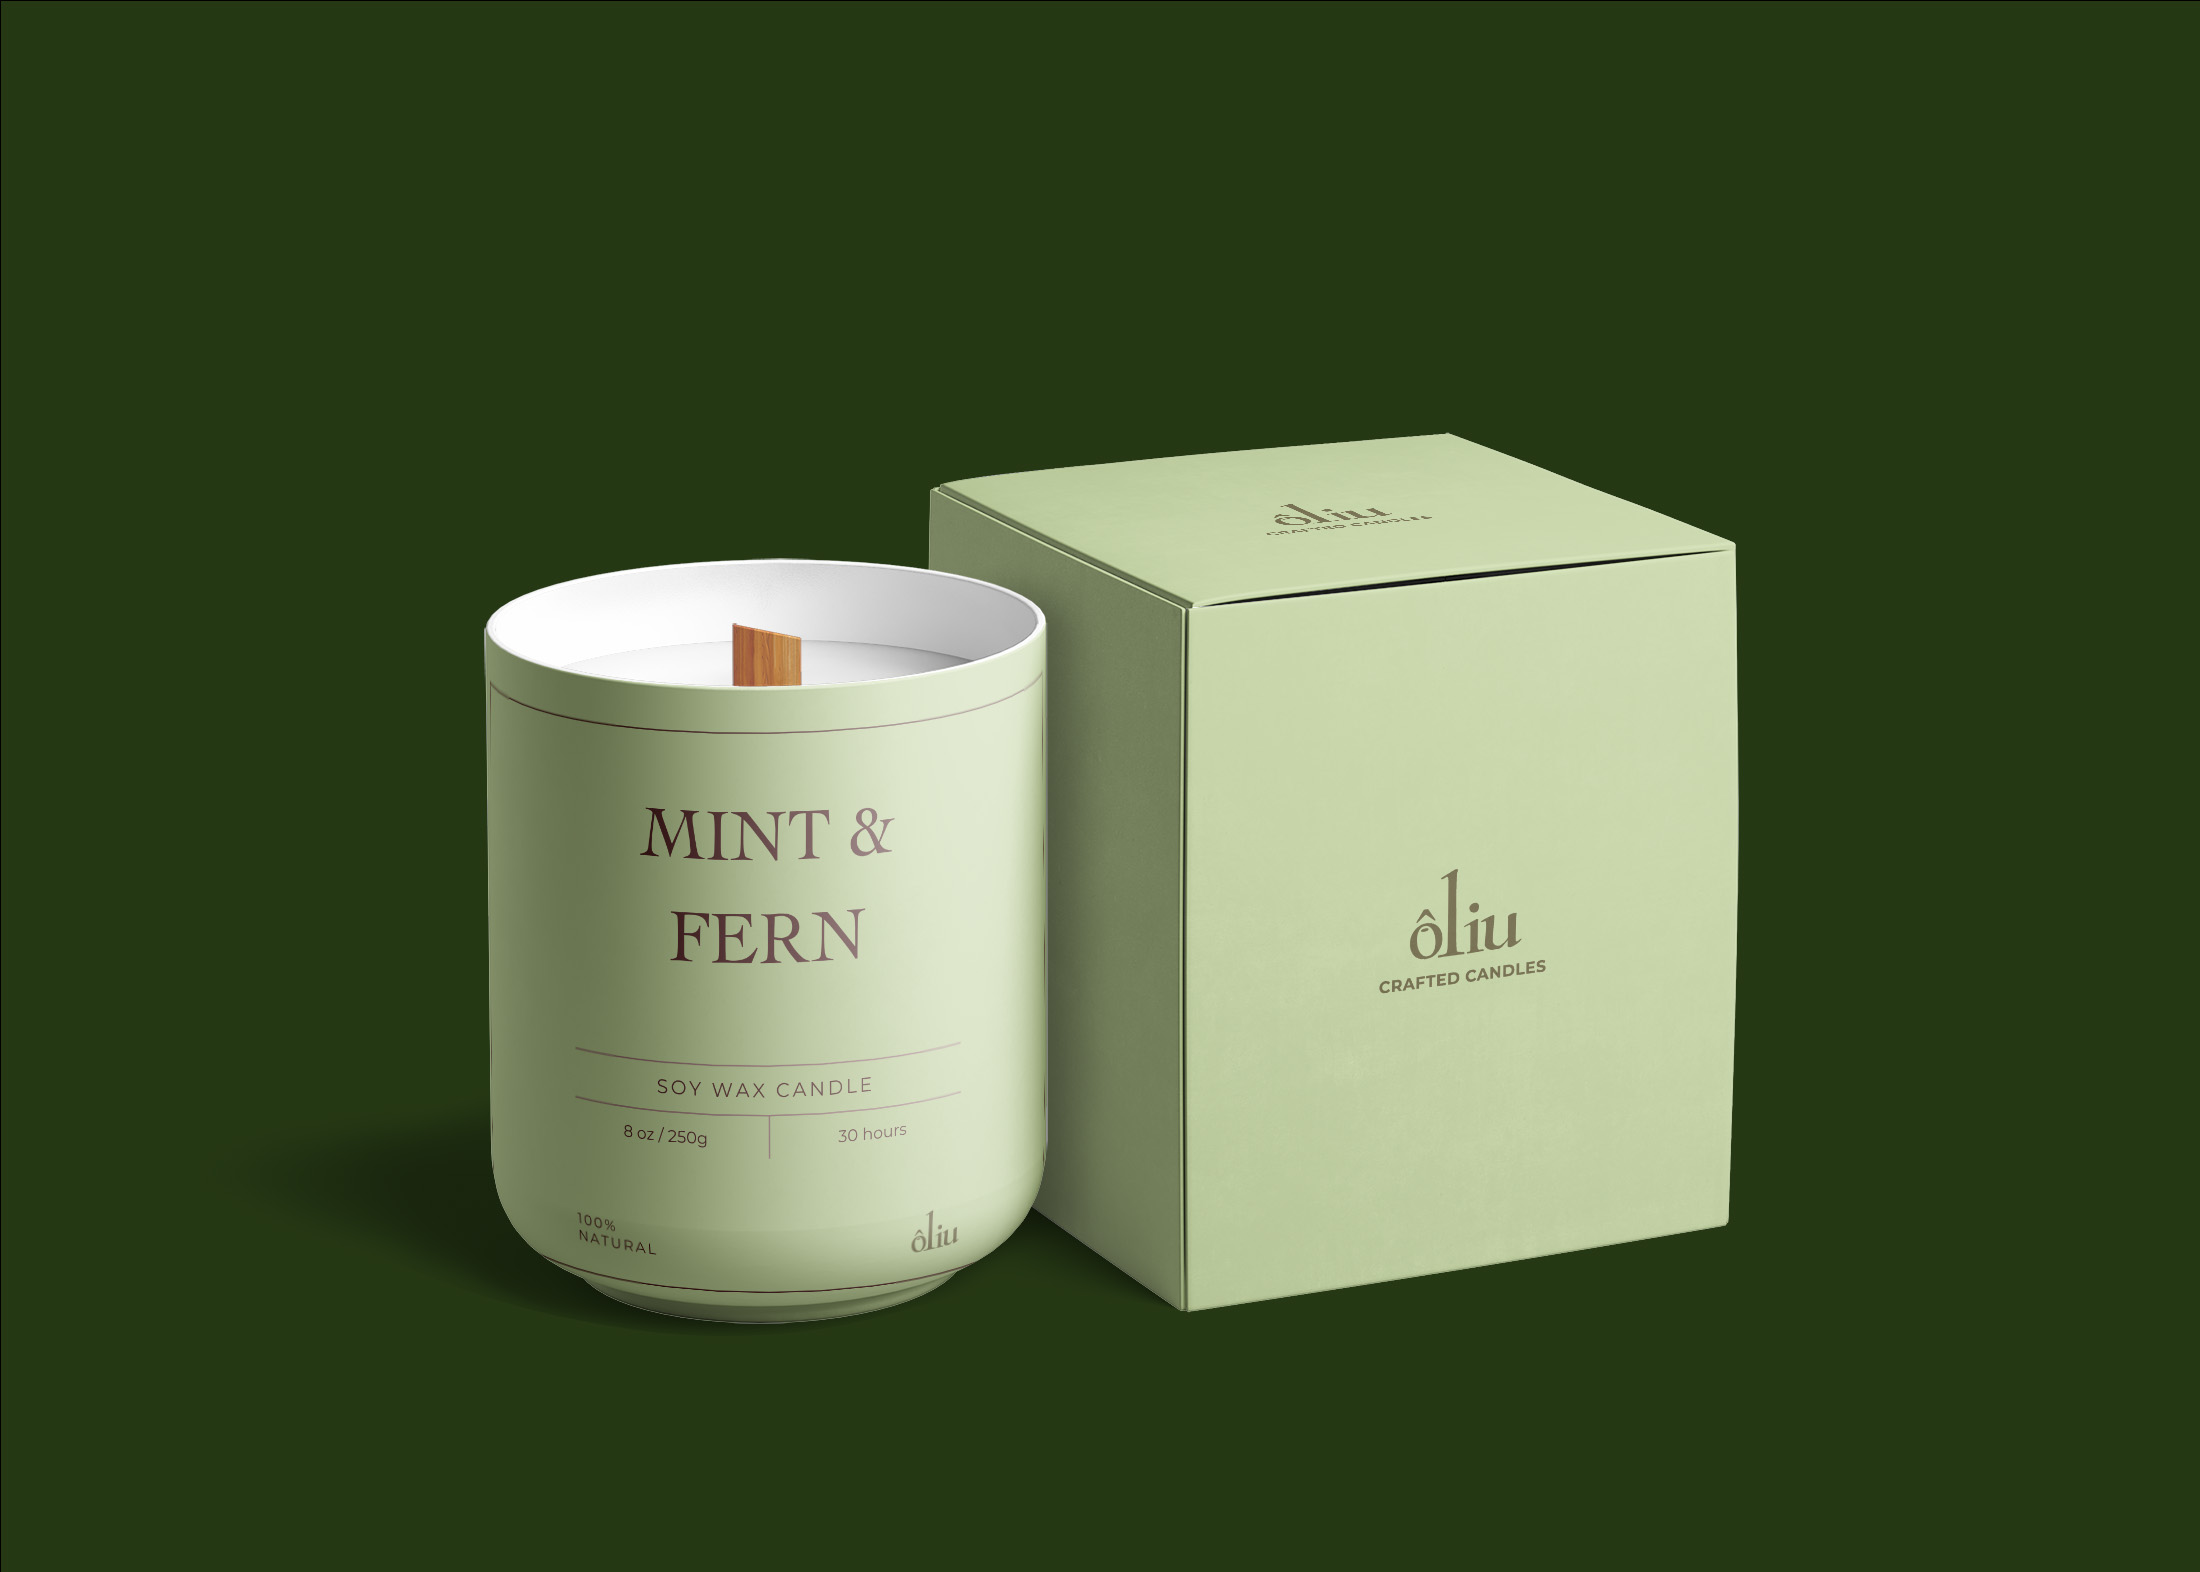 MINT &
FERN
SOY WAX CANDLE
8 oz / 250g
30 hours
100%
NATURAL
ôliu
ôliu
CRAFTED CANDLES
ôliu
CRAFTED CANDLES